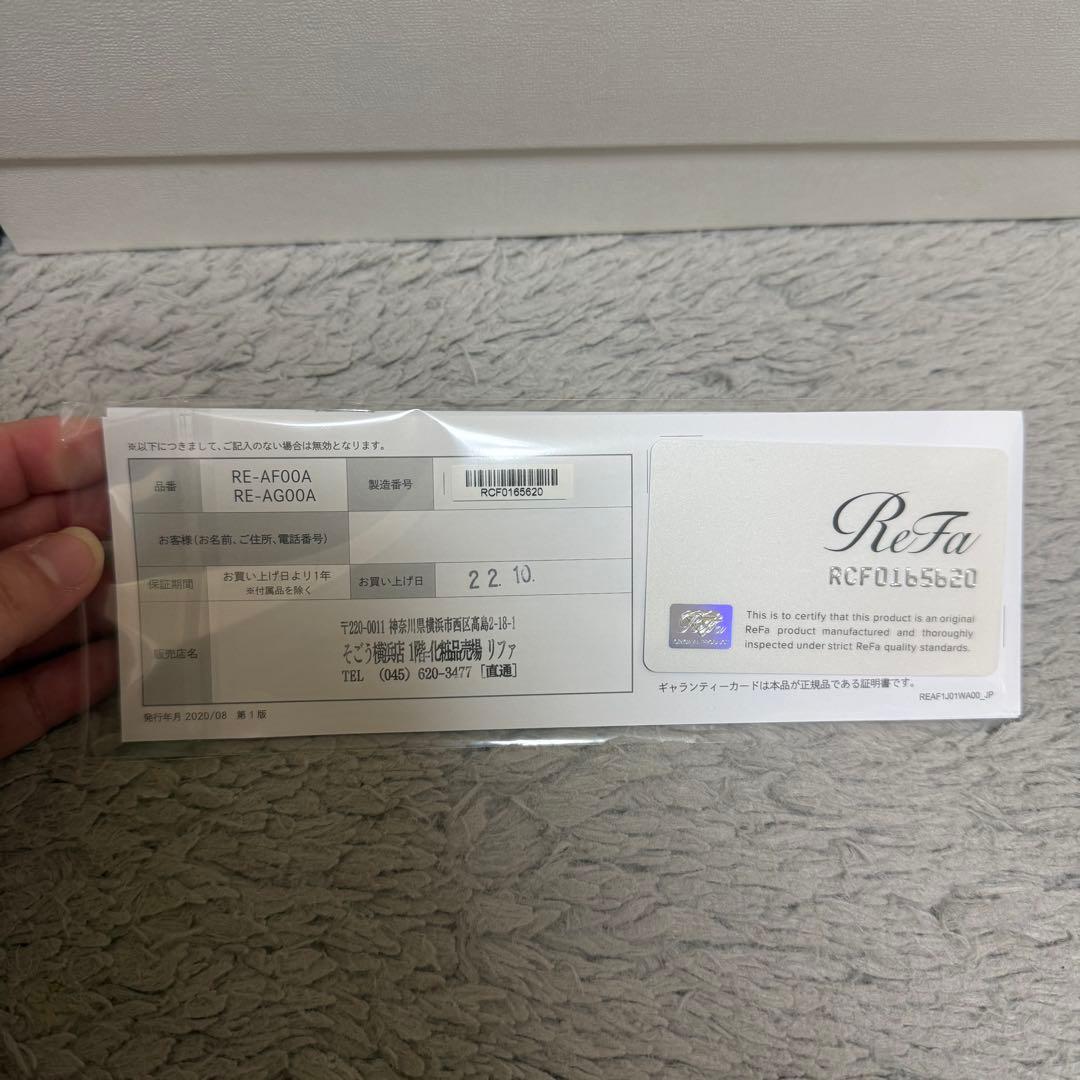 ※以下につきまして、ご記入のない場合は無効となります。
品番
RE-AF00A
RE-AG00A
製造番号
RCF0165620
お客様(お名前、ご住所、電話番号)
保証期間
お買い上げ日より1年
※付属品を除く
お買い上げ日
22.10.
販売店名
〒220-0011 神奈川県横浜市西区高島2-18-1
そごう横浜店 1階 化粧品売場 リファ
TEL (045) 620-3477 [直通]
発行年月 2020/08 第1版
ReFa
RCF0165620
ReFa
ORIGINAL PRODUCT
This is to certify that this product is an original
ReFa product manufactured and thoroughly
inspected under strict ReFa quality standards.
ギャランティーカードは本品が正規品である証明書です。
REAF1J01WA00_JP